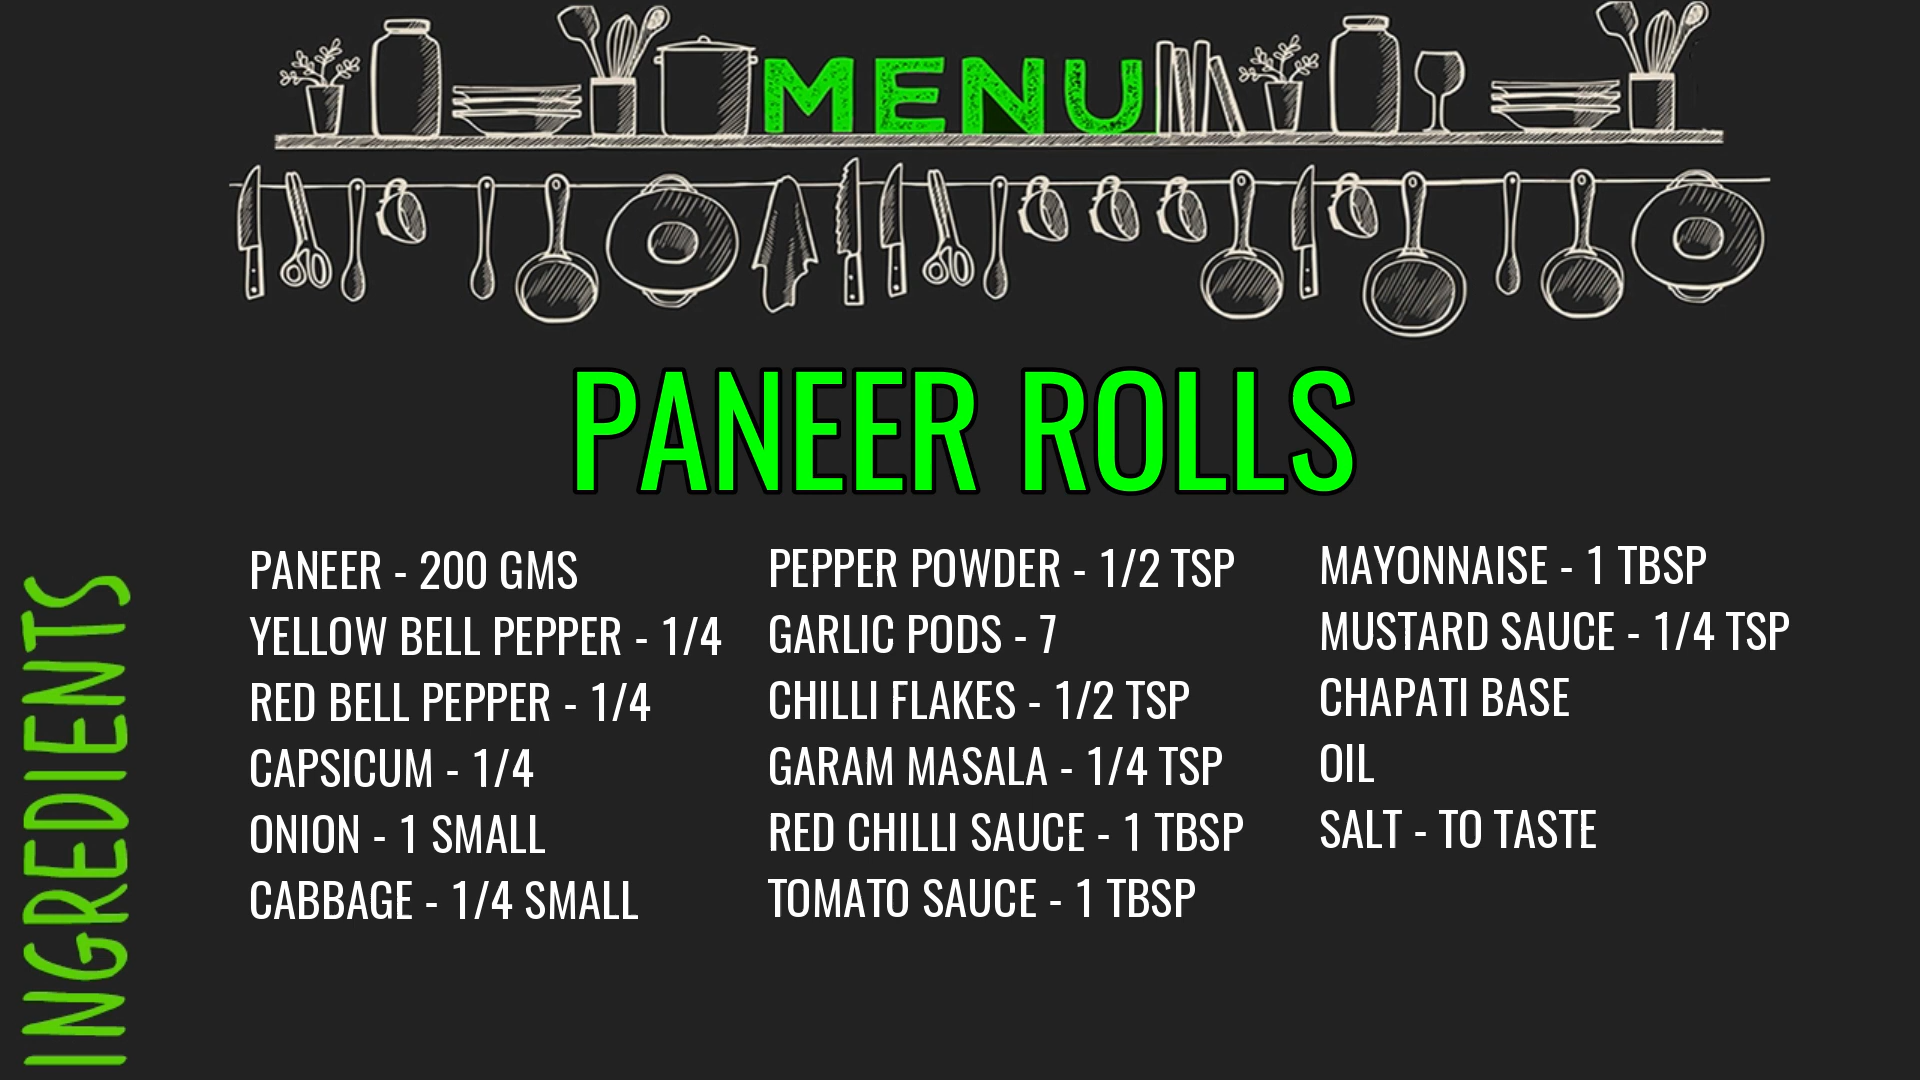 MENU
PANEER ROLLS
INGREDIENTS
PANEER - 200 GMS
YELLOW BELL PEPPER - 1/4
RED BELL PEPPER - 1/4
CAPSICUM - 1/4
ONION - 1 SMALL
CABBAGE - 1/4 SMALL
PEPPER POWDER - 1/2 TSP
GARLIC PODS - 7
CHILLI FLAKES - 1/2 TSP
GARAM MASALA - 1/4 TSP
RED CHILLI SAUCE - 1 TBSP
TOMATO SAUCE - 1 TBSP
MAYONNAISE - 1 TBSP
MUSTARD SAUCE - 1/4 TSP
CHAPATI BASE
OIL
SALT - TO TASTE